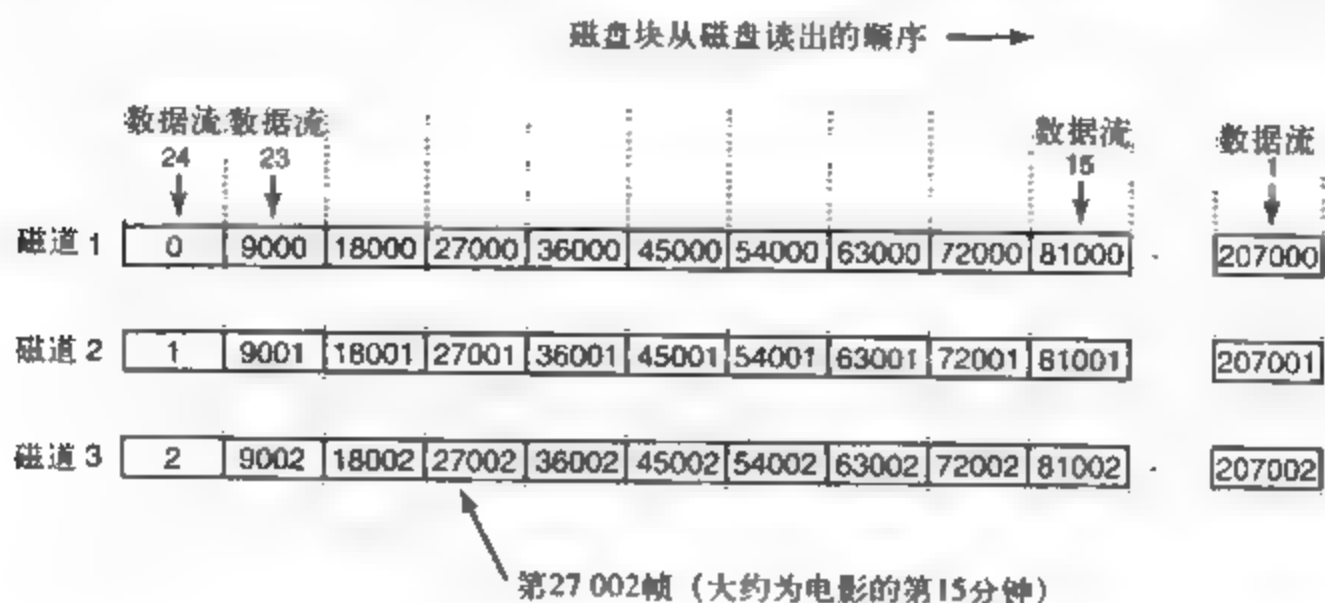 磁盘块从磁盘读出的顺序
数据流 数据流 数据流 数据流
24 23 15 1
磁道 1 0 9000 18000 27000 36000 45000 54000 63000 72000 81000 207000
磁道 2 1 9001 18001 27001 36001 45001 54001 63001 72001 81001 207001
磁道 3 2 9002 18002 27002 36002 45002 54002 63002 72002 81002 207002
第27 002帧（大约为电影的第15分钟）